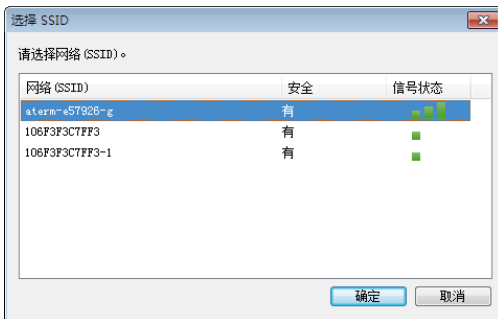 选择 SSID
请选择网络(SSID)。
网络(SSID) 安全 信号状态
aterm-e57926-g 有
106F3F3C7FF3 有
106F3F3C7FF3-1 有
确定 取消